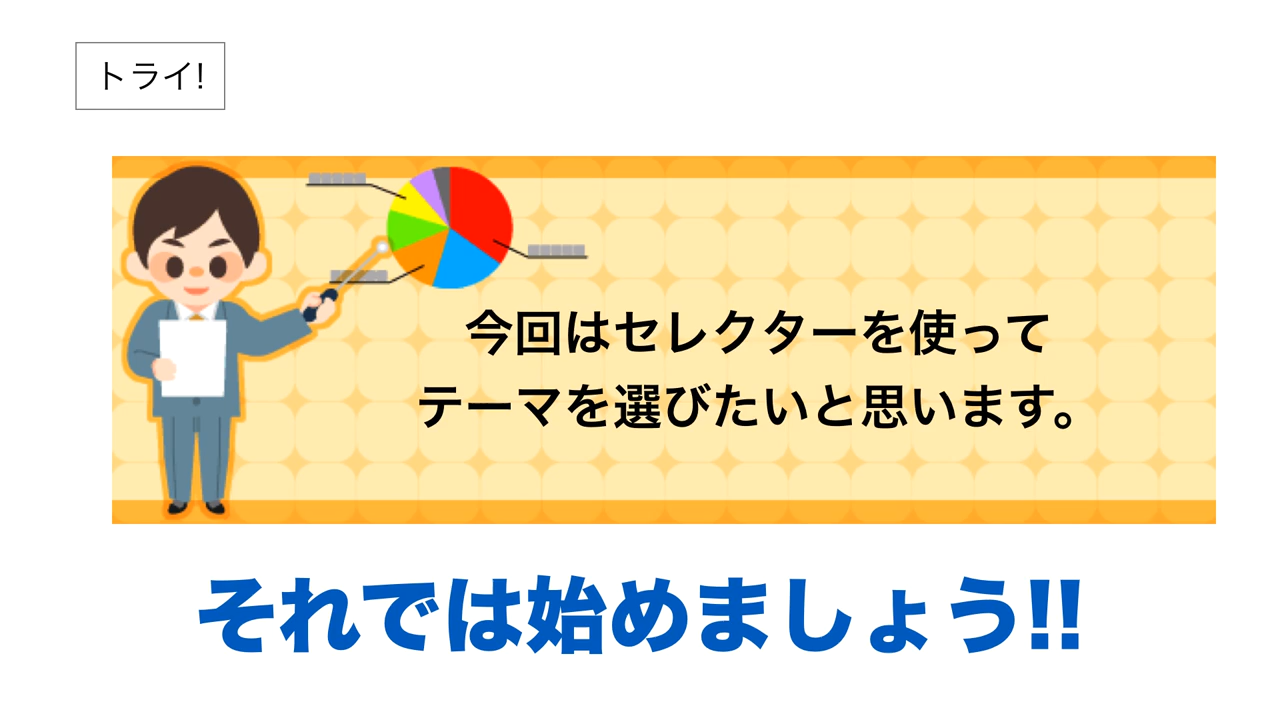 トライ!
今回はセレクターを使って
テーマを選びたいと思います。
それでは始めましょう!!